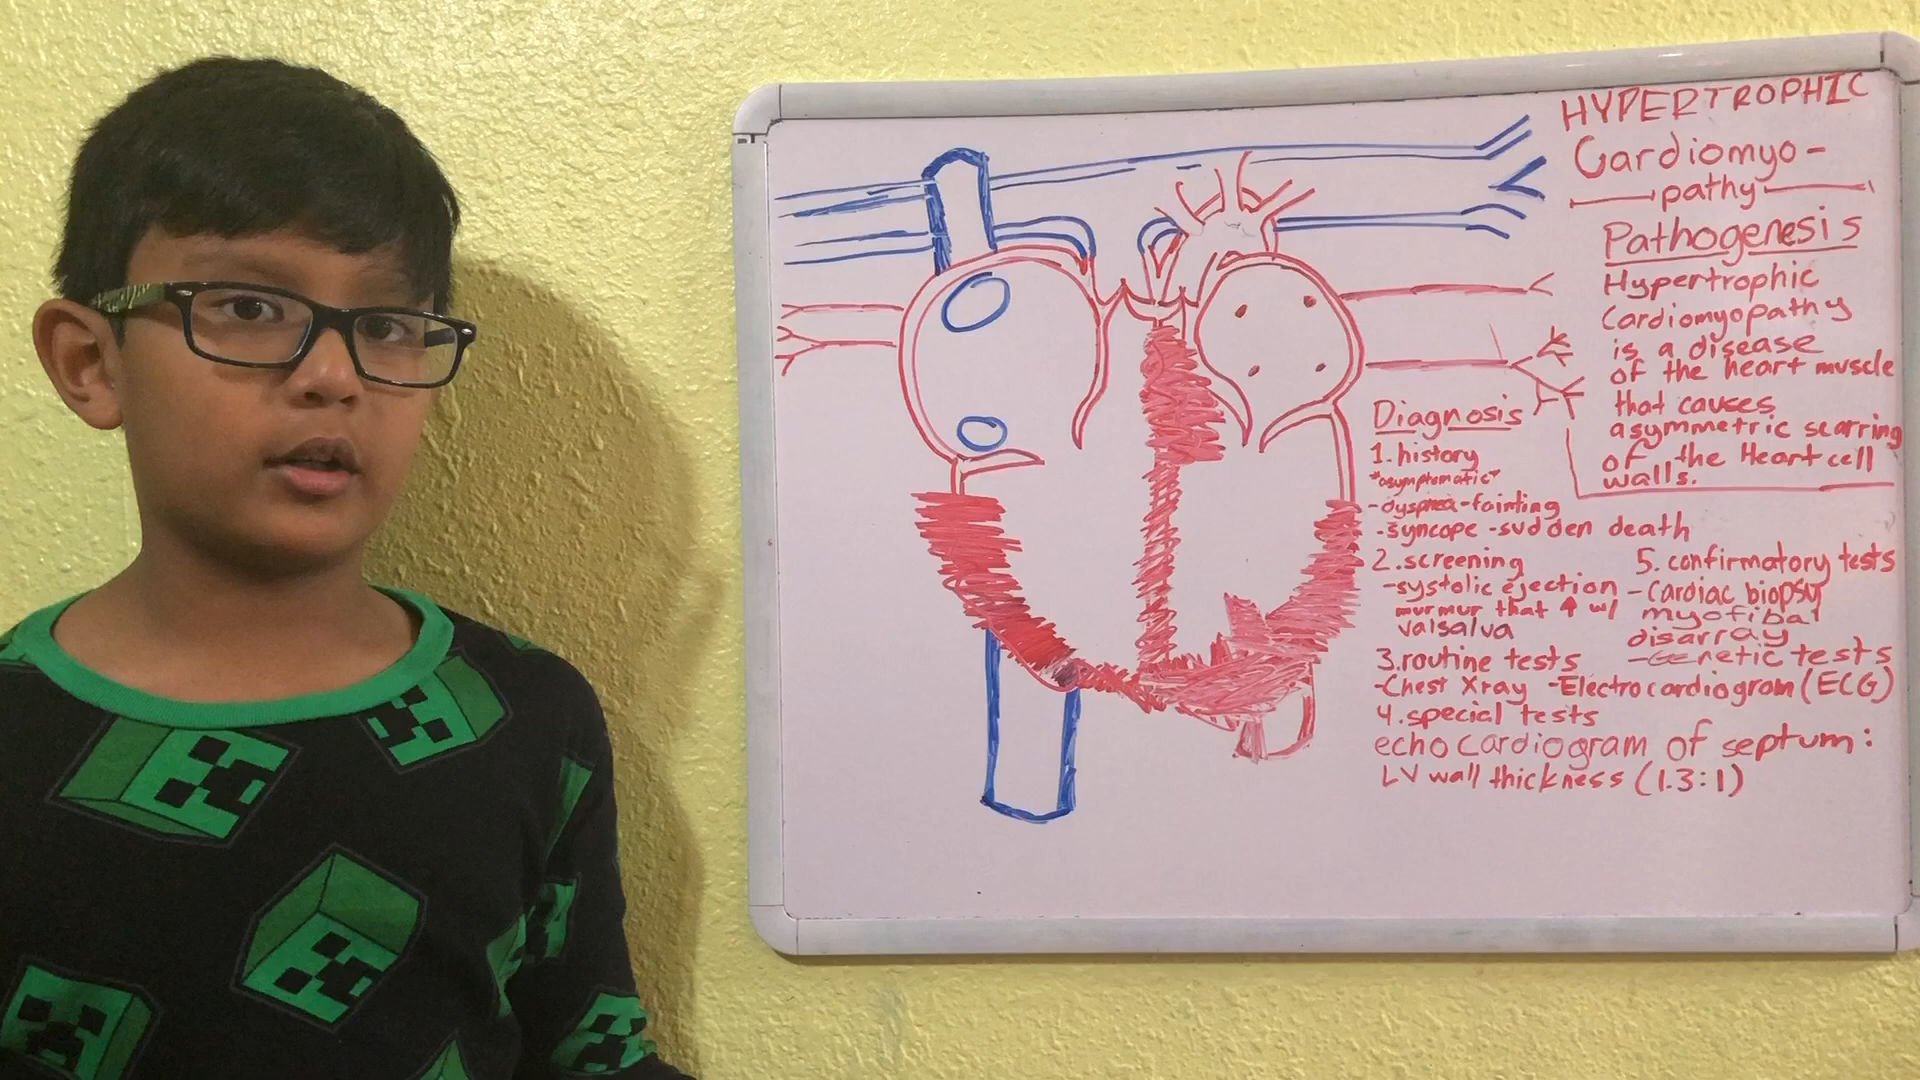 HYPERTROPHIC
Cardiomyo-
pathy
Pathogenesis
Hypertrophic
Cardiomyopathy
is a disease
of the heart muscle
that causes
asymmetric scarring
of the Heart cell
walls.
Diagnosis
1. history
"asymptomatic"
-fainting
-syncope -sudden death
2. screening
-systolic ejection
murmur that ↑ w/
valsalva
3. routine tests
-Chest Xray -Electrocardiogram (ECG)
4. special tests
echocardiogram of septum:
LV wall thickness (1.3:1)
5. confirmatory tests
-Cardiac biopsy
myofibal
disarray
-Genetic tests